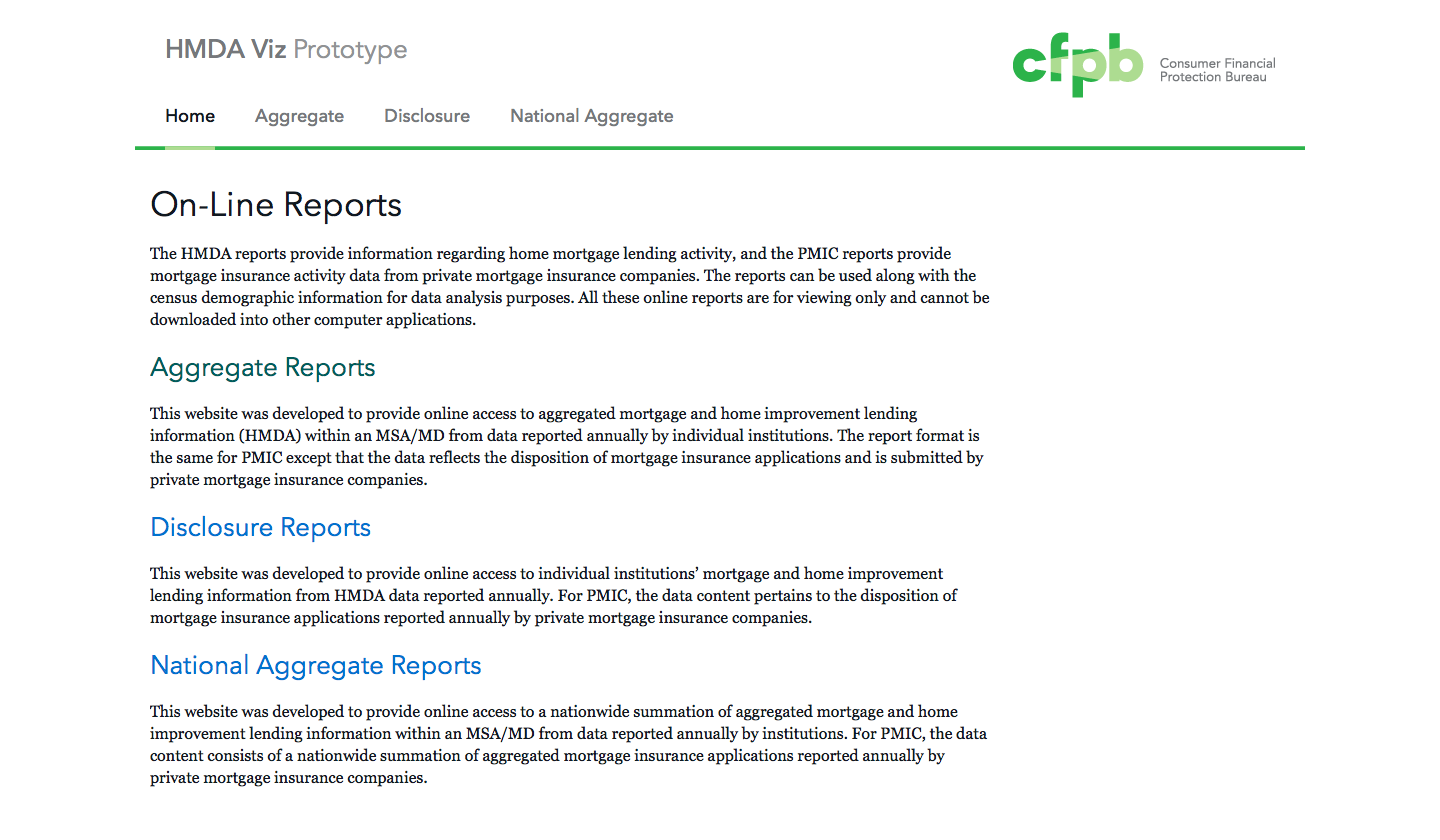 HMDA Viz Prototype
cfpb
Consumer Financial
Protection Bureau
Home Aggregate Disclosure National Aggregate
On-Line Reports
The HMDA reports provide information regarding home mortgage lending activity, and the PMIC reports provide
mortgage insurance activity data from private mortgage insurance companies. The reports can be used along with the
census demographic information for data analysis purposes. All these online reports are for viewing only and cannot be
downloaded into other computer applications.
Aggregate Reports
This website was developed to provide online access to aggregated mortgage and home improvement lending
information (HMDA) within an MSA/MD from data reported annually by individual institutions. The report format is
the same for PMIC except that the data reflects the disposition of mortgage insurance applications and is submitted by
private mortgage insurance companies.
Disclosure Reports
This website was developed to provide online access to individual institutions’ mortgage and home improvement
lending information from HMDA data reported annually. For PMIC, the data content pertains to the disposition of
mortgage insurance applications reported annually by private mortgage insurance companies.
National Aggregate Reports
This website was developed to provide online access to a nationwide summation of aggregated mortgage and home
improvement lending information within an MSA/MD from data reported annually by institutions. For PMIC, the data
content consists of a nationwide summation of aggregated mortgage insurance applications reported annually by
private mortgage insurance companies.